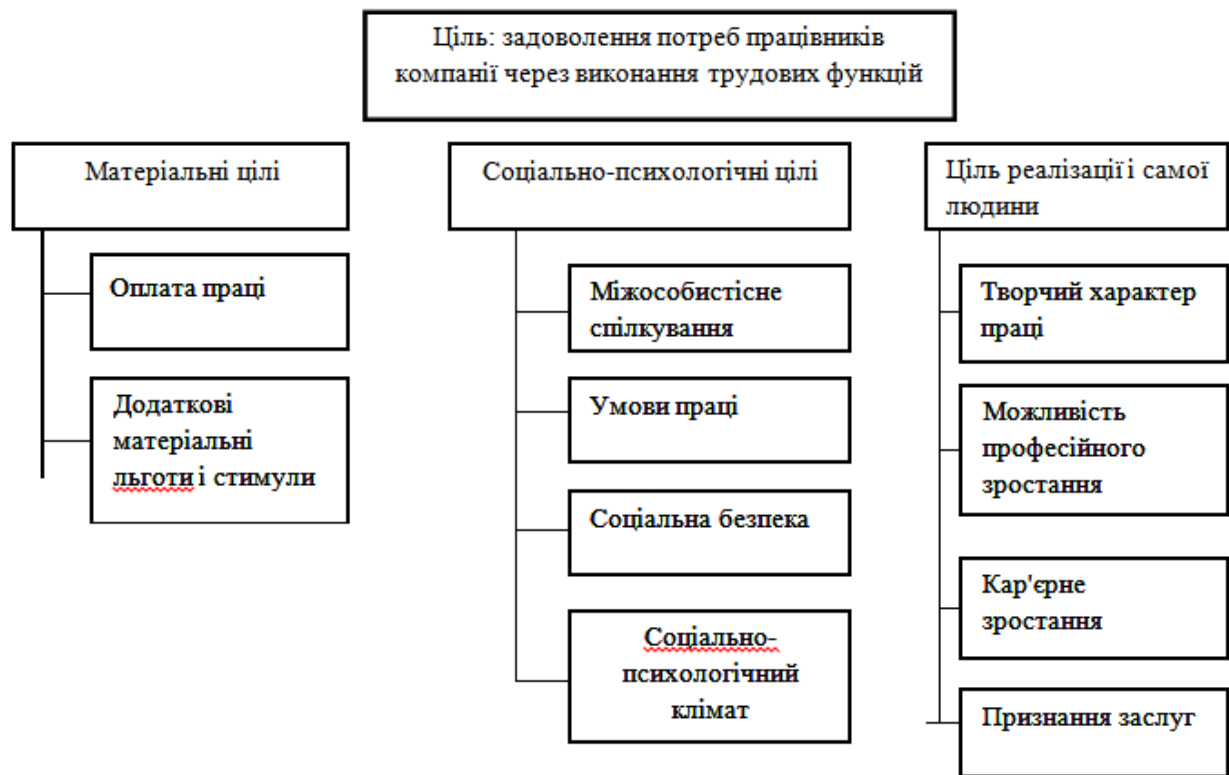 Ціль: задоволення потреб працівників
компанії через виконання трудових функцій
Матеріальні цілі
Оплата праці
Додаткові
матеріальні
льготи і стимули
Соціально-психологічні цілі
Міжособистісне
спілкування
Умови праці
Соціальна безпека
Соціально-
психологічний
клімат
Ціль реалізації і самої
людини
Творчий характер
праці
Можливість
професійного
зростання
Кар'єрне
зростання
Признання заслуг